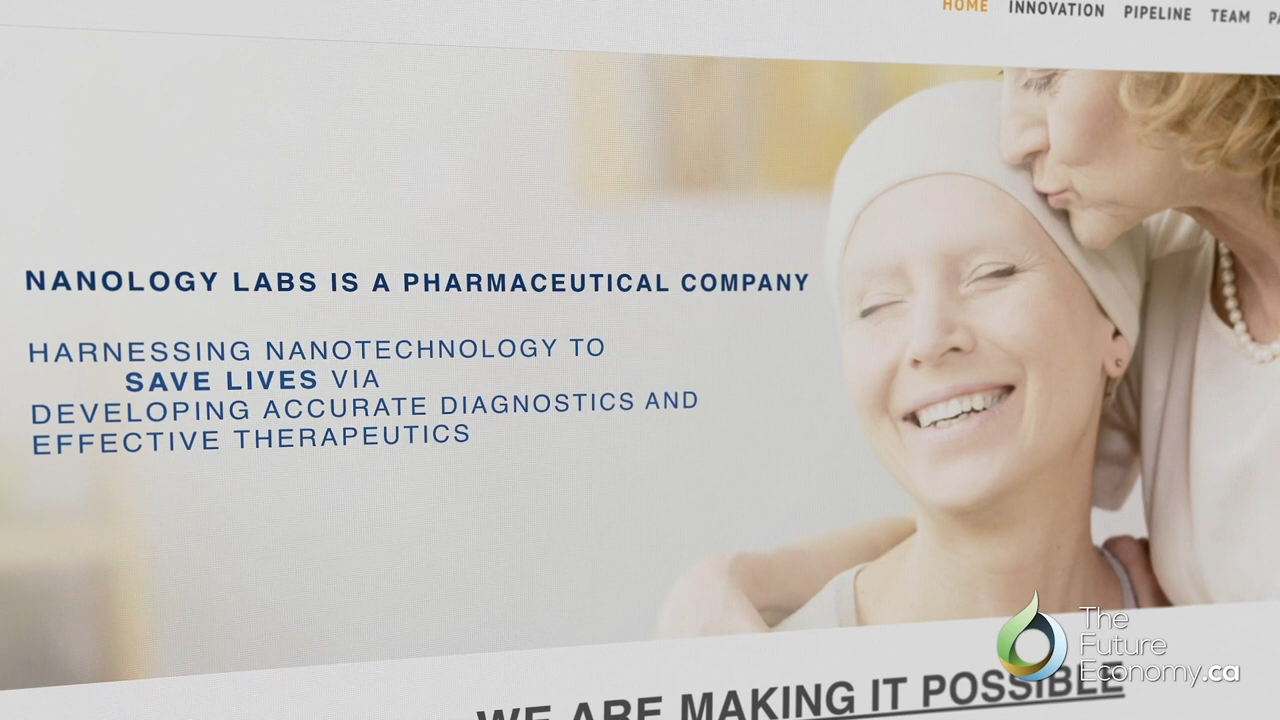 HOME INNOVATION PIPELINE TEAM
NANOLOGY LABS IS A PHARMACEUTICAL COMPANY
HARNESSING NANOTECHNOLOGY TO
SAVE LIVES VIA
DEVELOPING ACCURATE DIAGNOSTICS AND
EFFECTIVE THERAPEUTICS
WE ARE MAKING IT POSSIBLE
The
Future
Economy.ca